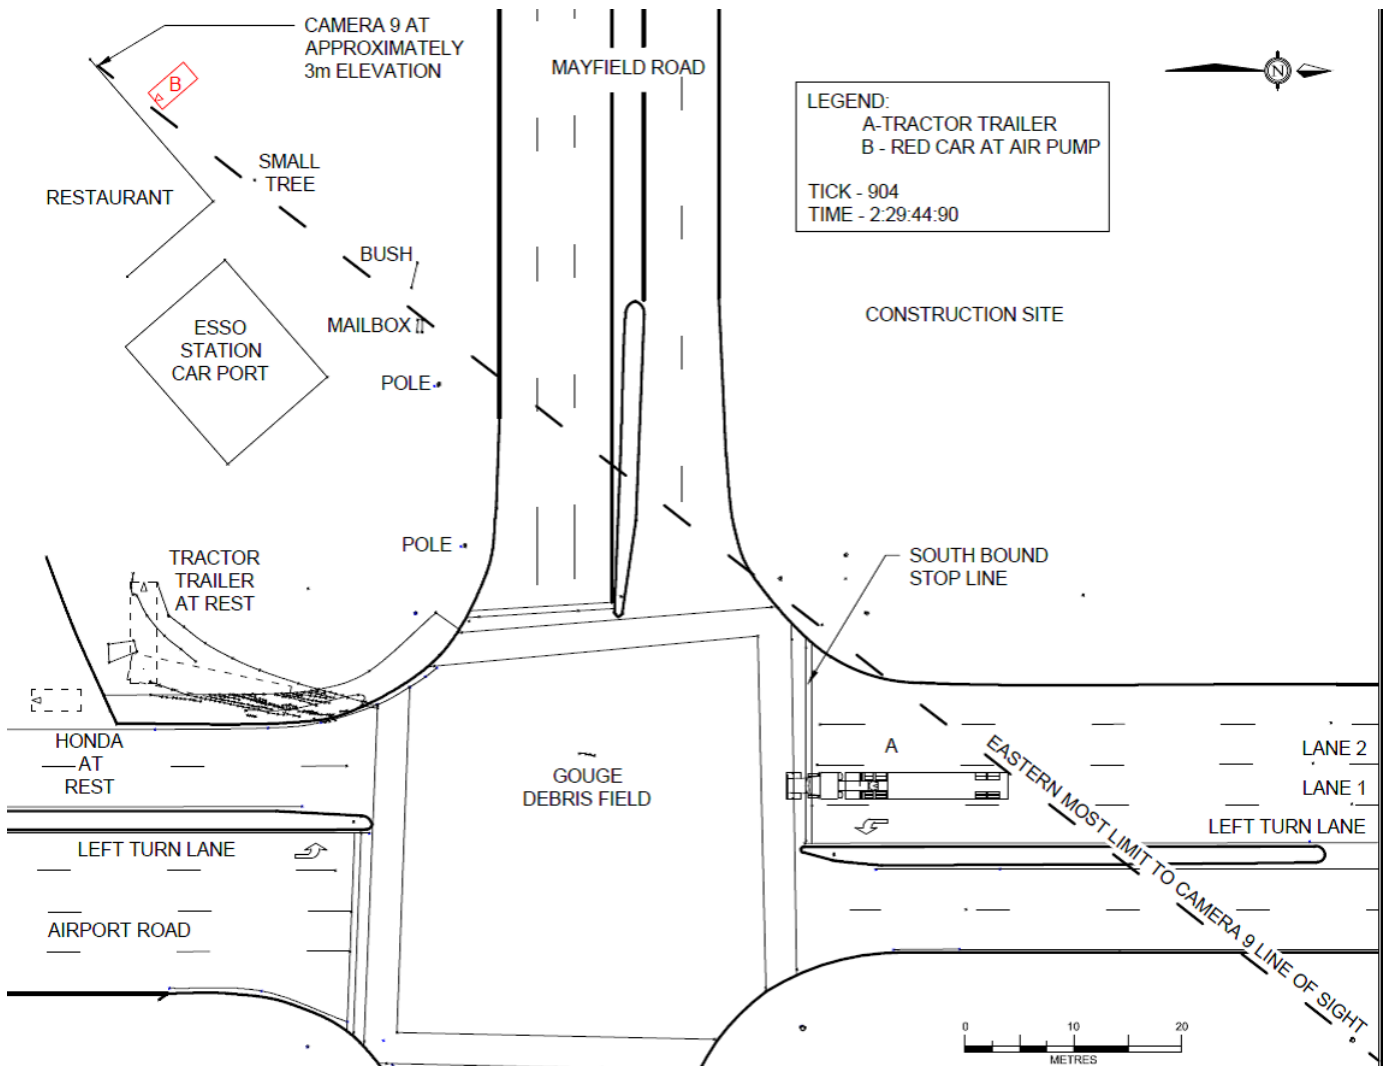 CAMERA 9 AT
APPROXIMATELY
3m ELEVATION
MAYFIELD ROAD
N
B
LEGEND:
A-TRACTOR TRAILER
B - RED CAR AT AIR PUMP
TICK - 904
TIME - 2:29:44:90
SMALL
TREE
RESTAURANT
BUSH
MAILBOX
ESSO
STATION
CAR PORT
POLE
CONSTRUCTION SITE
POLE
TRACTOR
TRAILER
AT REST
SOUTH BOUND
STOP LINE
HONDA
AT
REST
GOUGE
DEBRIS FIELD
A
EASTERN MOST LIMIT TO CAMERA 9 LINE OF SIGHT
LANE 2
LANE 1
LEFT TURN LANE
LEFT TURN LANE
AIRPORT ROAD
0 10 20
METRES